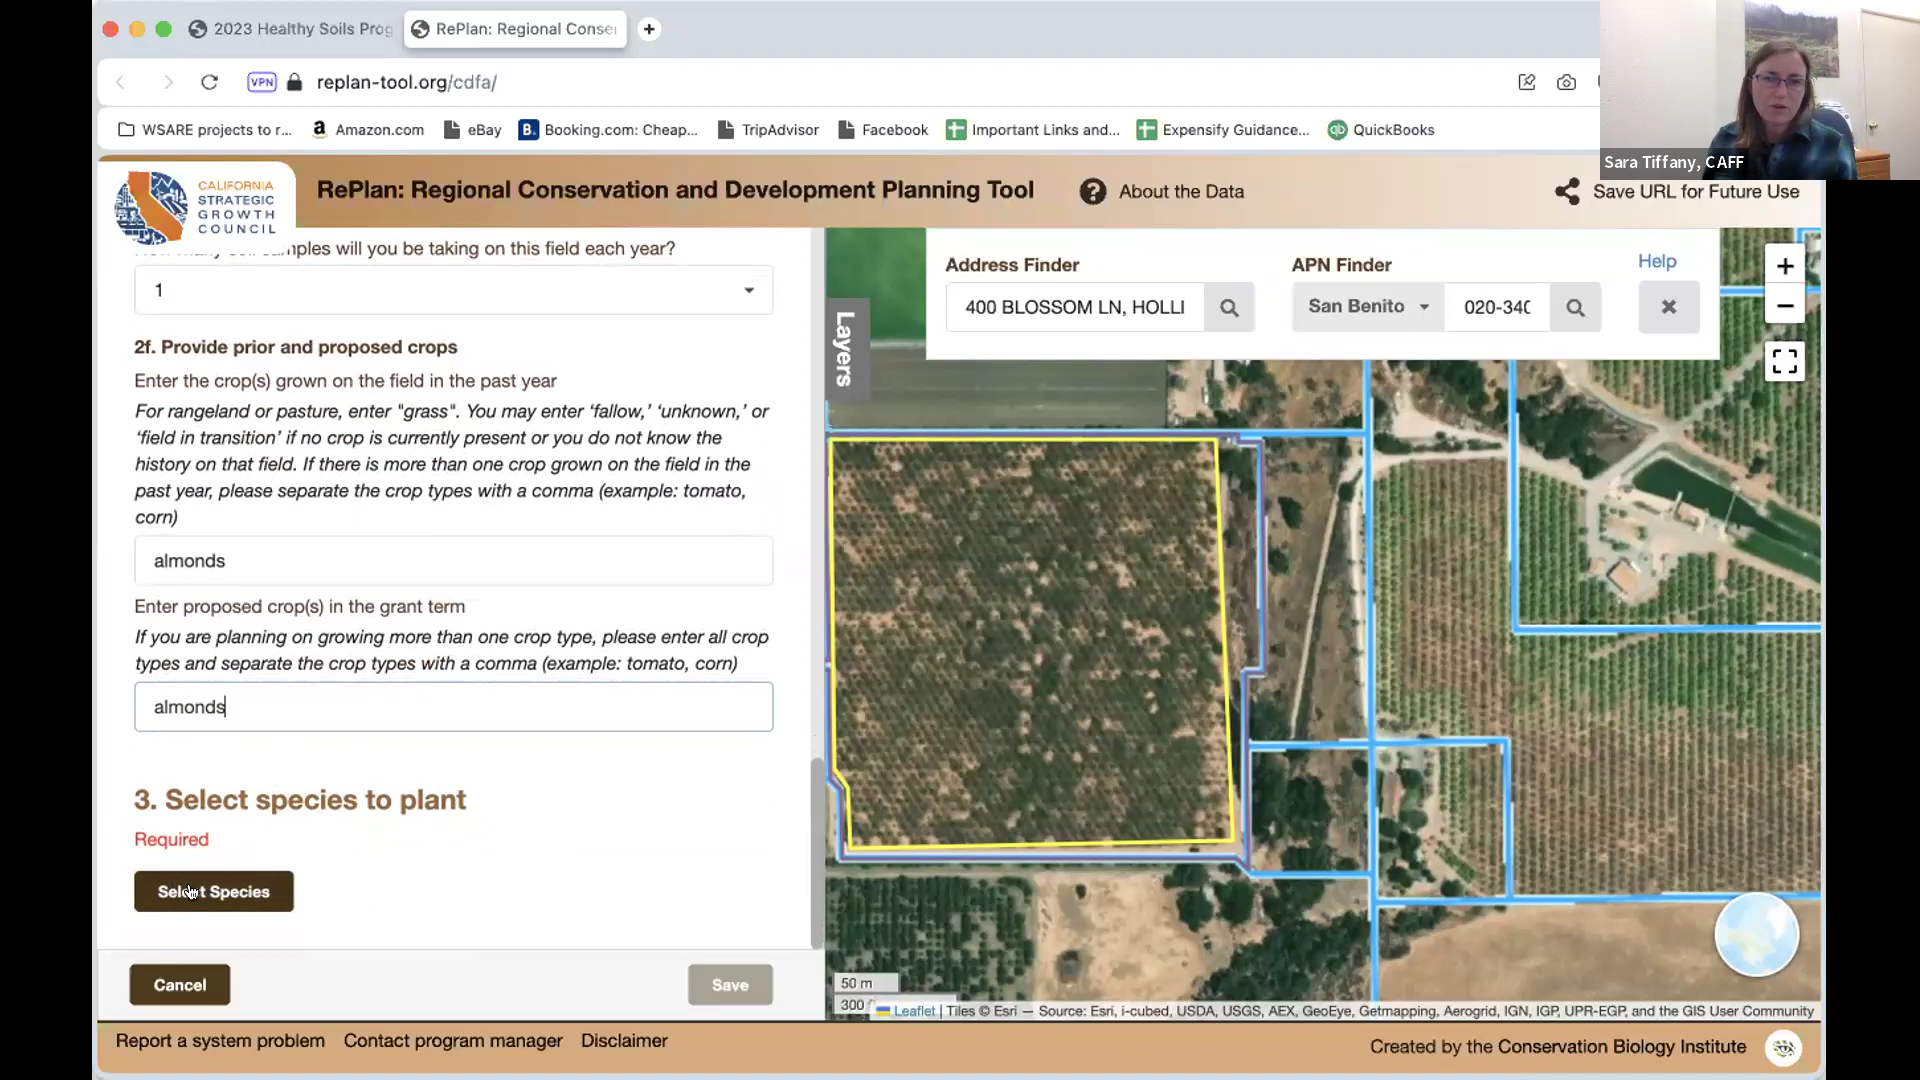 2023 Healthy Soils Prog
RePlan: Regional Conse
VPN
replan-tool.org/cdfa/
WSARE projects to r...
Amazon.com
eBay
Booking.com: Cheap...
TripAdvisor
Facebook
Important Links and...
Expensify Guidance...
QuickBooks
Sara Tiffany, CAFF
CALIFORNIA
STRATEGIC
GROWTH
COUNCIL
RePlan: Regional Conservation and Development Planning Tool
About the Data
Save URL for Future Use
samples will you be taking on this field each year?
1
2f. Provide prior and proposed crops
Enter the crop(s) grown on the field in the past year
For rangeland or pasture, enter "grass". You may enter ‘fallow,’ ‘unknown,’ or
‘field in transition’ if no crop is currently present or you do not know the
history on that field. If there is more than one crop grown on the field in the
past year, please separate the crop types with a comma (example: tomato,
corn)
almonds
Enter proposed crop(s) in the grant term
If you are planning on growing more than one crop type, please enter all crop
types and separate the crop types with a comma (example: tomato, corn)
almonds
3. Select species to plant
Required
Select Species
Cancel
Save
Layers
Address Finder
400 BLOSSOM LN, HOLLI
APN Finder
San Benito
020-340
Help
+
−
50 m
300
Leaflet | Tiles © Esri — Source: Esri, i-cubed, USDA, USGS, AEX, GeoEye, Getmapping, Aerogrid, IGN, IGP, UPR-EGP, and the GIS User Community
Report a system problem
Contact program manager
Disclaimer
Created by the Conservation Biology Institute